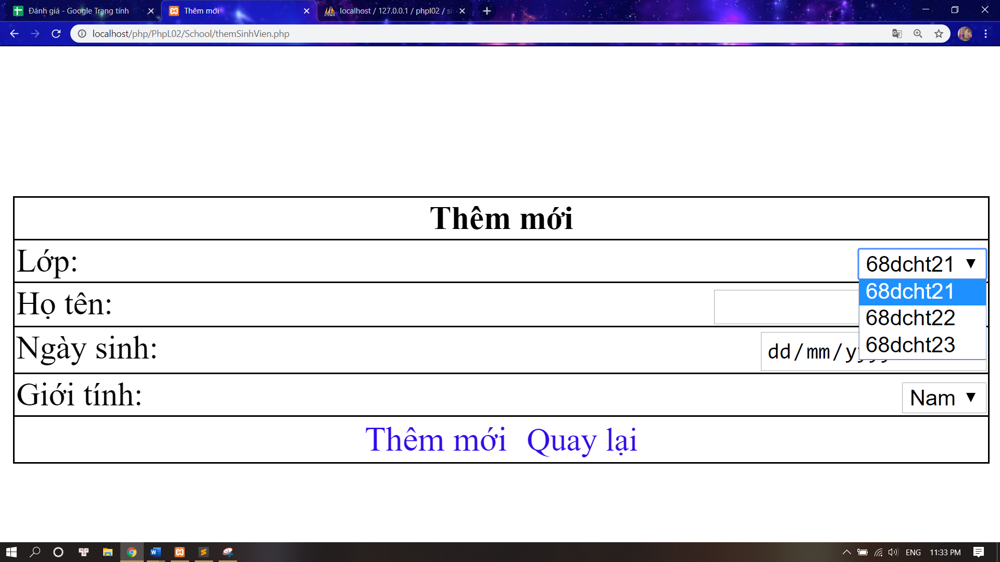 Đánh giá - Google Trang tính
Thêm mới
localhost / 127.0.0.1 / phpl02 / si
localhost/php/PhpL02/School/themSinhVien.php
Thêm mới
Lớp:
68dcht21
68dcht21
68dcht22
68dcht23
Họ tên:
Ngày sinh:
dd/mm/yyyy
Giới tính:
Nam
Thêm mới Quay lại
ENG
11:33 PM